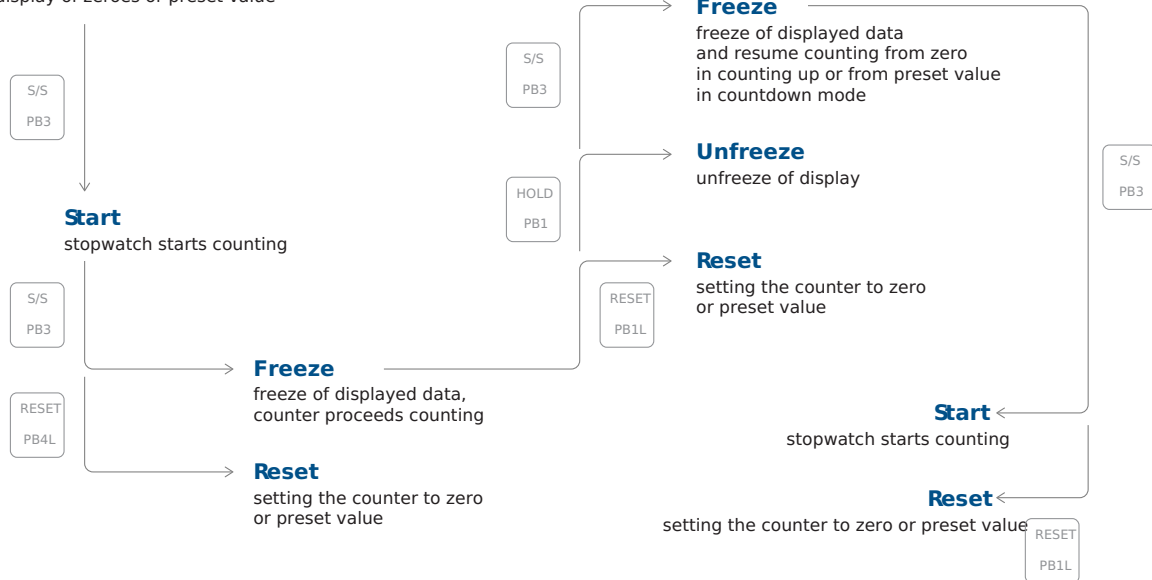 display of zeroes or preset value
S/S
PB3
Start
stopwatch starts counting
S/S
PB3
RESET
PB4L
Freeze
freeze of displayed data,
counter proceeds counting
Reset
setting the counter to zero
or preset value
S/S
PB3
HOLD
PB1
RESET
PB1L
Freeze
freeze of displayed data
and resume counting from zero
in counting up or from preset value
in countdown mode
Unfreeze
unfreeze of display
Reset
setting the counter to zero
or preset value
S/S
PB3
Start
stopwatch starts counting
Reset
setting the counter to zero or preset value
RESET
PB1L